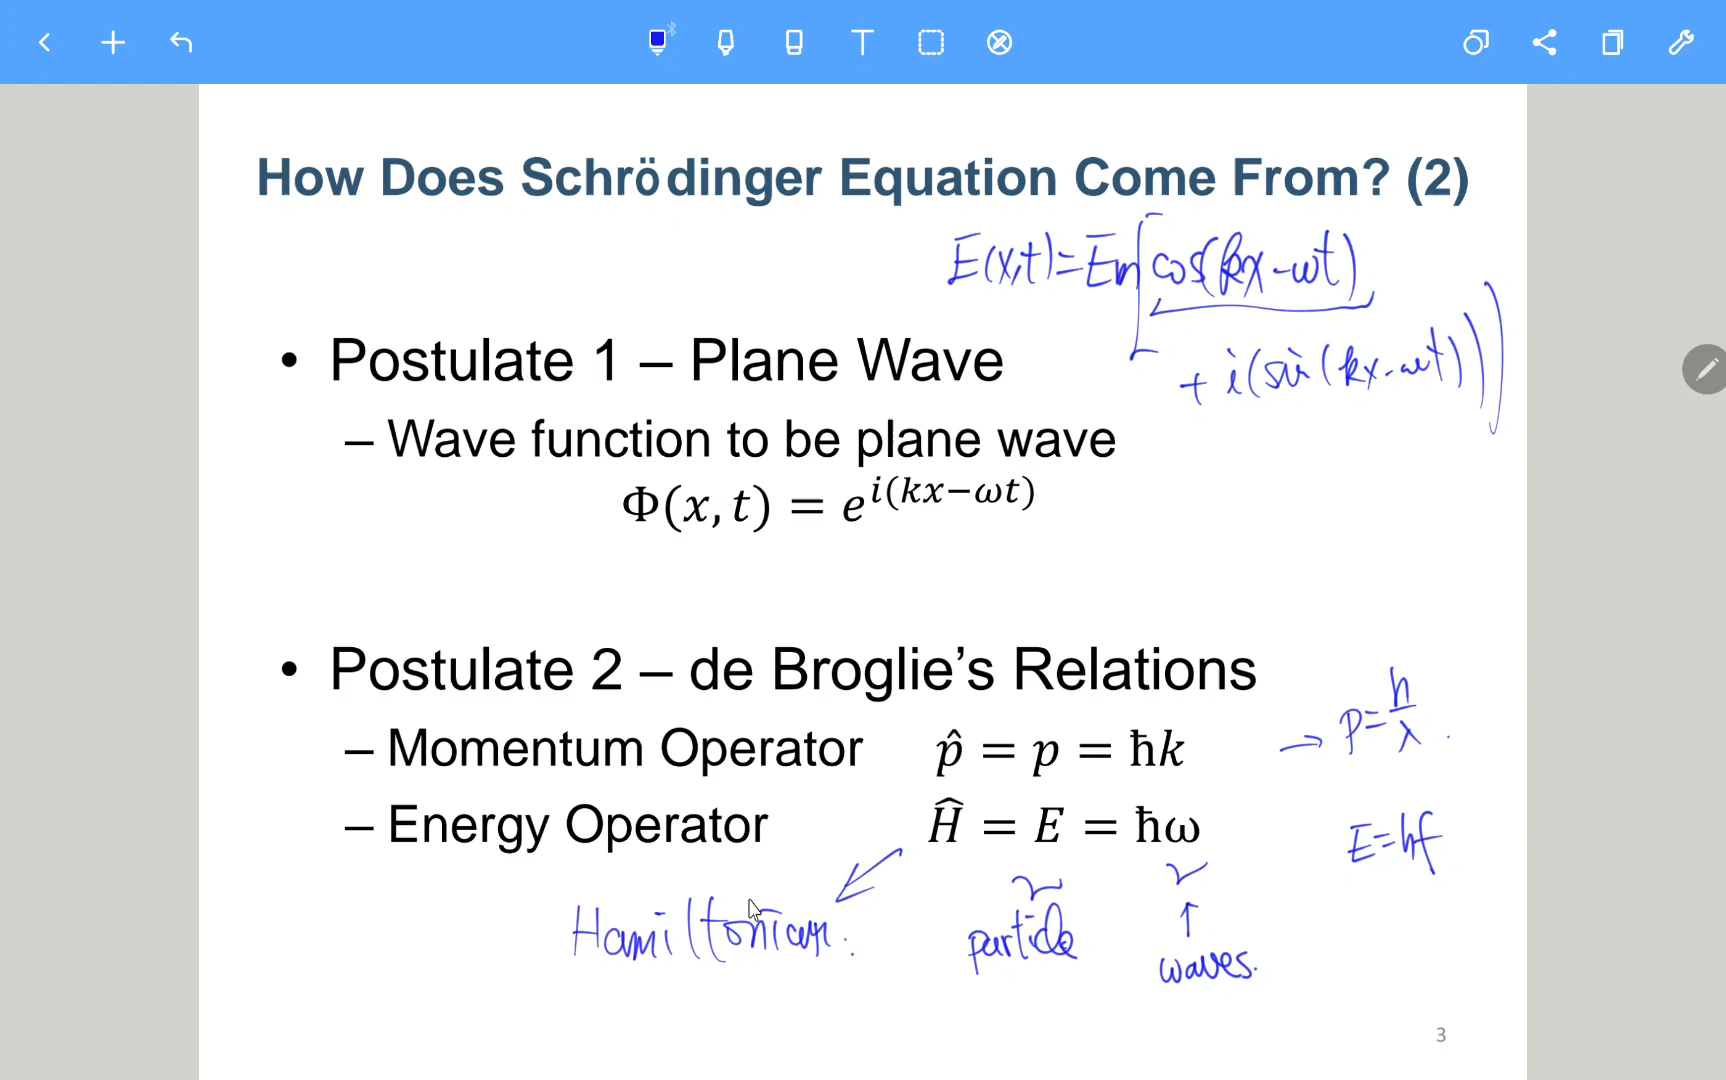 How Does Schrödinger Equation Come From? (2)
E(x,t)=Em[cos(kx-ωt)
+ i(sin(kx-ωt)))
• Postulate 1 – Plane Wave
– Wave function to be plane wave
Φ(x, t) = e^{i(kx−ωt)}
• Postulate 2 – de Broglie’s Relations
– Momentum Operator p̂ = p = ħk → P=h/λ.
– Energy Operator Ĥ = E = ħω E=hf
Hamiltonian. particle waves.
3